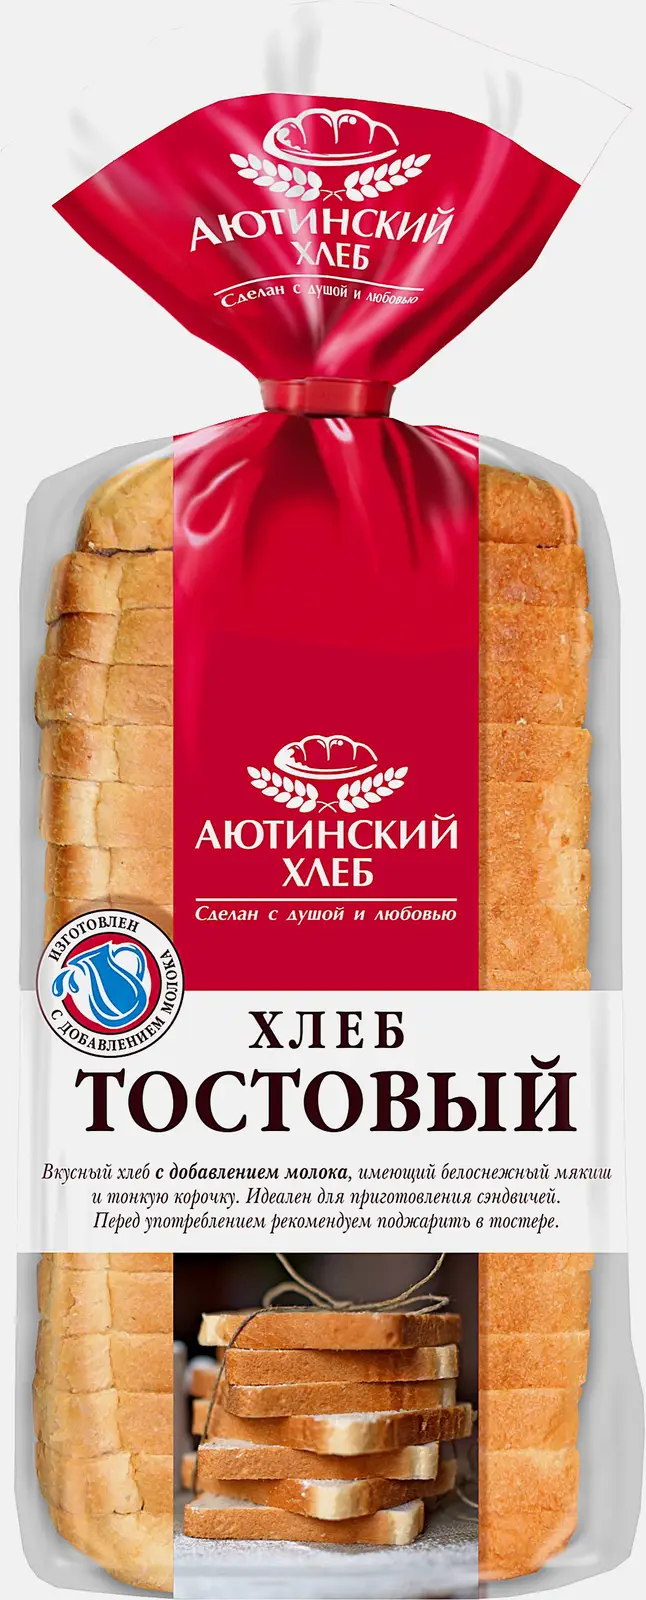 АЮТИНСКИЙ
ХЛЕБ
Сделан с душой и любовью
АЮТИНСКИЙ
ХЛЕБ
Сделан с душой и любовью
ИЗГОТОВЛЕН
С ДОБАВЛЕНИЕМ МОЛОКА
ХЛЕБ
ТОСТОВЫЙ
Вкусный хлеб с добавлением молока, имеющий белоснежный мякиш
и тонкую корочку. Идеален для приготовления сэндвичей.
Перед употреблением рекомендуем поджарить в тостере.